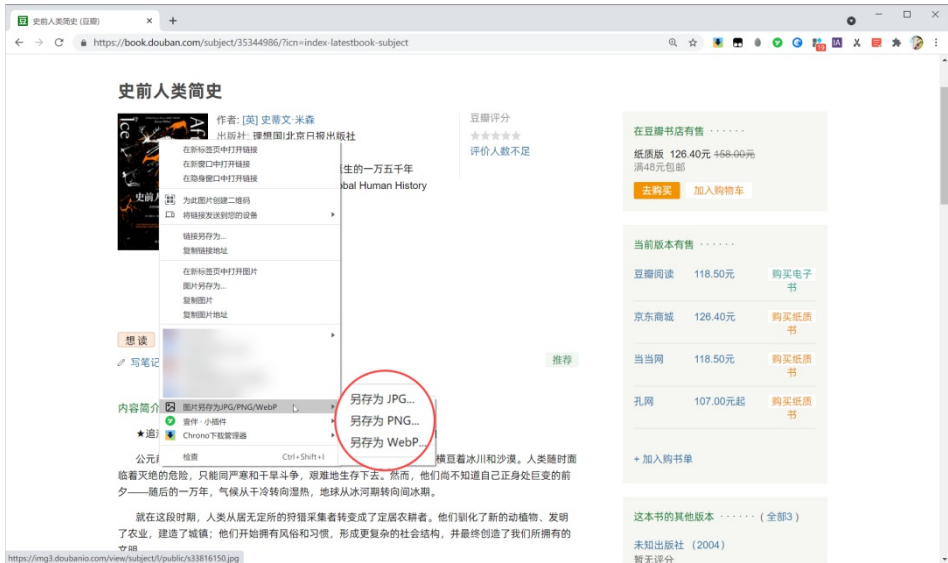 史前人类简史 (豆瓣)
https://book.douban.com/subject/35344986/?icn=index-latestbook-subject
史前人类简史
作者: [英] 史蒂文·米森
出版社: 理想国|北京日报出版社
生的一万五千年
bal Human History
豆瓣评分
评价人数不足
在新标签页中打开链接
在新窗口中打开链接
在隐身窗口中打开链接
为此图片创建二维码
将链接发送到您的设备
链接另存为...
复制链接地址
在新标签页中打开图片
图片另存为...
复制图片
复制图片地址
图片另存为JPG/PNG/WebP
壹伴 · 小插件
Chrono下载管理器
检查 Ctrl+Shift+I
另存为 JPG...
另存为 PNG...
另存为 WebP...
想读
写笔记
推荐
内容简介
★追
公元前
横亘着冰川和沙漠。人类随时面
临着灭绝的危险，只能同严寒和干旱斗争，艰难地生存下去。然而，他们尚不知道自己正身处巨变的前
夕——随后的一万年，气候从干冷转向湿热，地球从冰河期转向间冰期。
就在这段时期，人类从居无定所的狩猎采集者转变成了定居农耕者。他们驯化了新的动植物、发明
了农业，建造了城镇；他们开始拥有风俗和习惯，形成更复杂的社会结构，并最终创造了我们所拥有的
文明
在豆瓣书店有售 · · · · · ·
纸质版 126.40元 158.00元
满48元包邮
去购买 加入购物车
当前版本有售 · · · · · ·
豆瓣阅读 118.50元 购买电子书
京东商城 126.40元 购买纸质书
当当网 118.50元 购买纸质书
孔网 107.00元起 购买纸质书
+ 加入购书单
这本书的其他版本 · · · · · · ( 全部3 )
未知出版社 (2004)
暂无评分
https://img3.doubanio.com/view/subject/l/public/s33816150.jpg